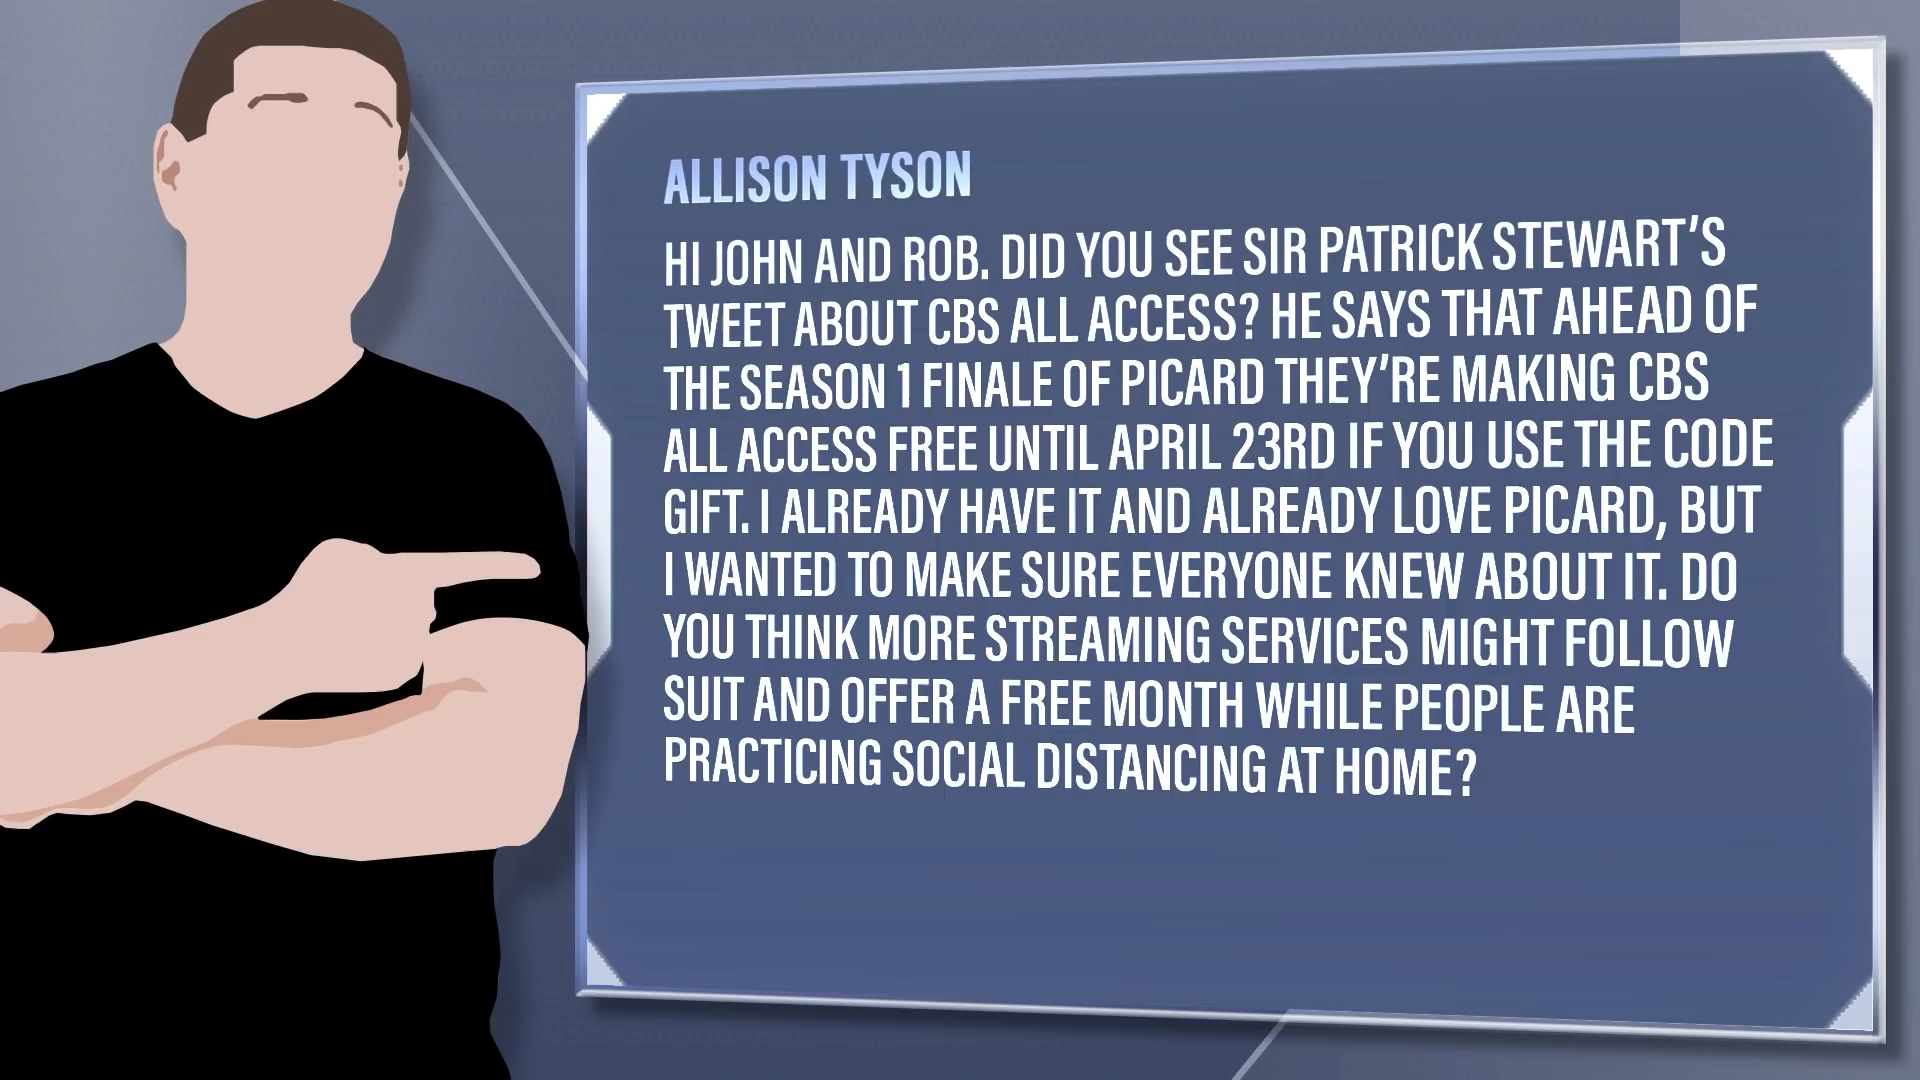 ALLISON TYSON
HI JOHN AND ROB. DID YOU SEE SIR PATRICK STEWART'S
TWEET ABOUT CBS ALL ACCESS? HE SAYS THAT AHEAD OF
THE SEASON 1 FINALE OF PICARD THEY'RE MAKING CBS
ALL ACCESS FREE UNTIL APRIL 23RD IF YOU USE THE CODE
GIFT. I ALREADY HAVE IT AND ALREADY LOVE PICARD, BUT
I WANTED TO MAKE SURE EVERYONE KNEW ABOUT IT. DO
YOU THINK MORE STREAMING SERVICES MIGHT FOLLOW
SUIT AND OFFER A FREE MONTH WHILE PEOPLE ARE
PRACTICING SOCIAL DISTANCING AT HOME?